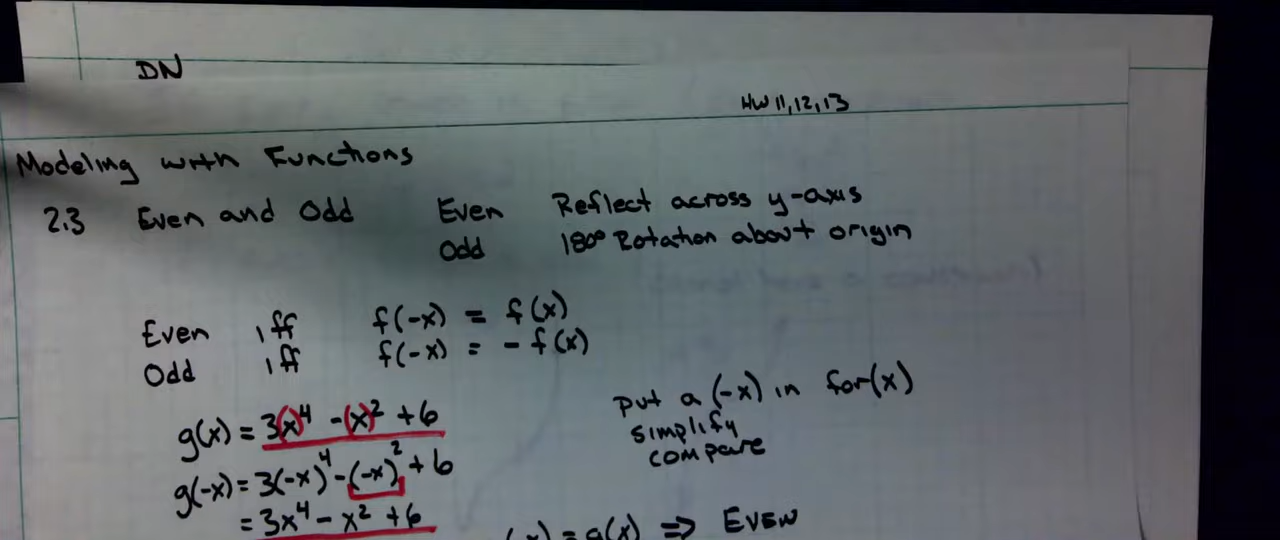 DN
HW 11,12,13
Modeling with Functions
2.3 Even and Odd Even Reflect across y-axis
Odd 180° Rotation about origin
Even iff f(-x) = f(x)
Odd iff f(-x) = - f(x)
put a (-x) in for (x)
simplify
compare
g(x) = 3(x)⁴ -(x)² +6
g(-x) = 3(-x)⁴ -(-x)² +6
= 3x⁴ - x² +6
(x) = g(x) ⇒ EVEN